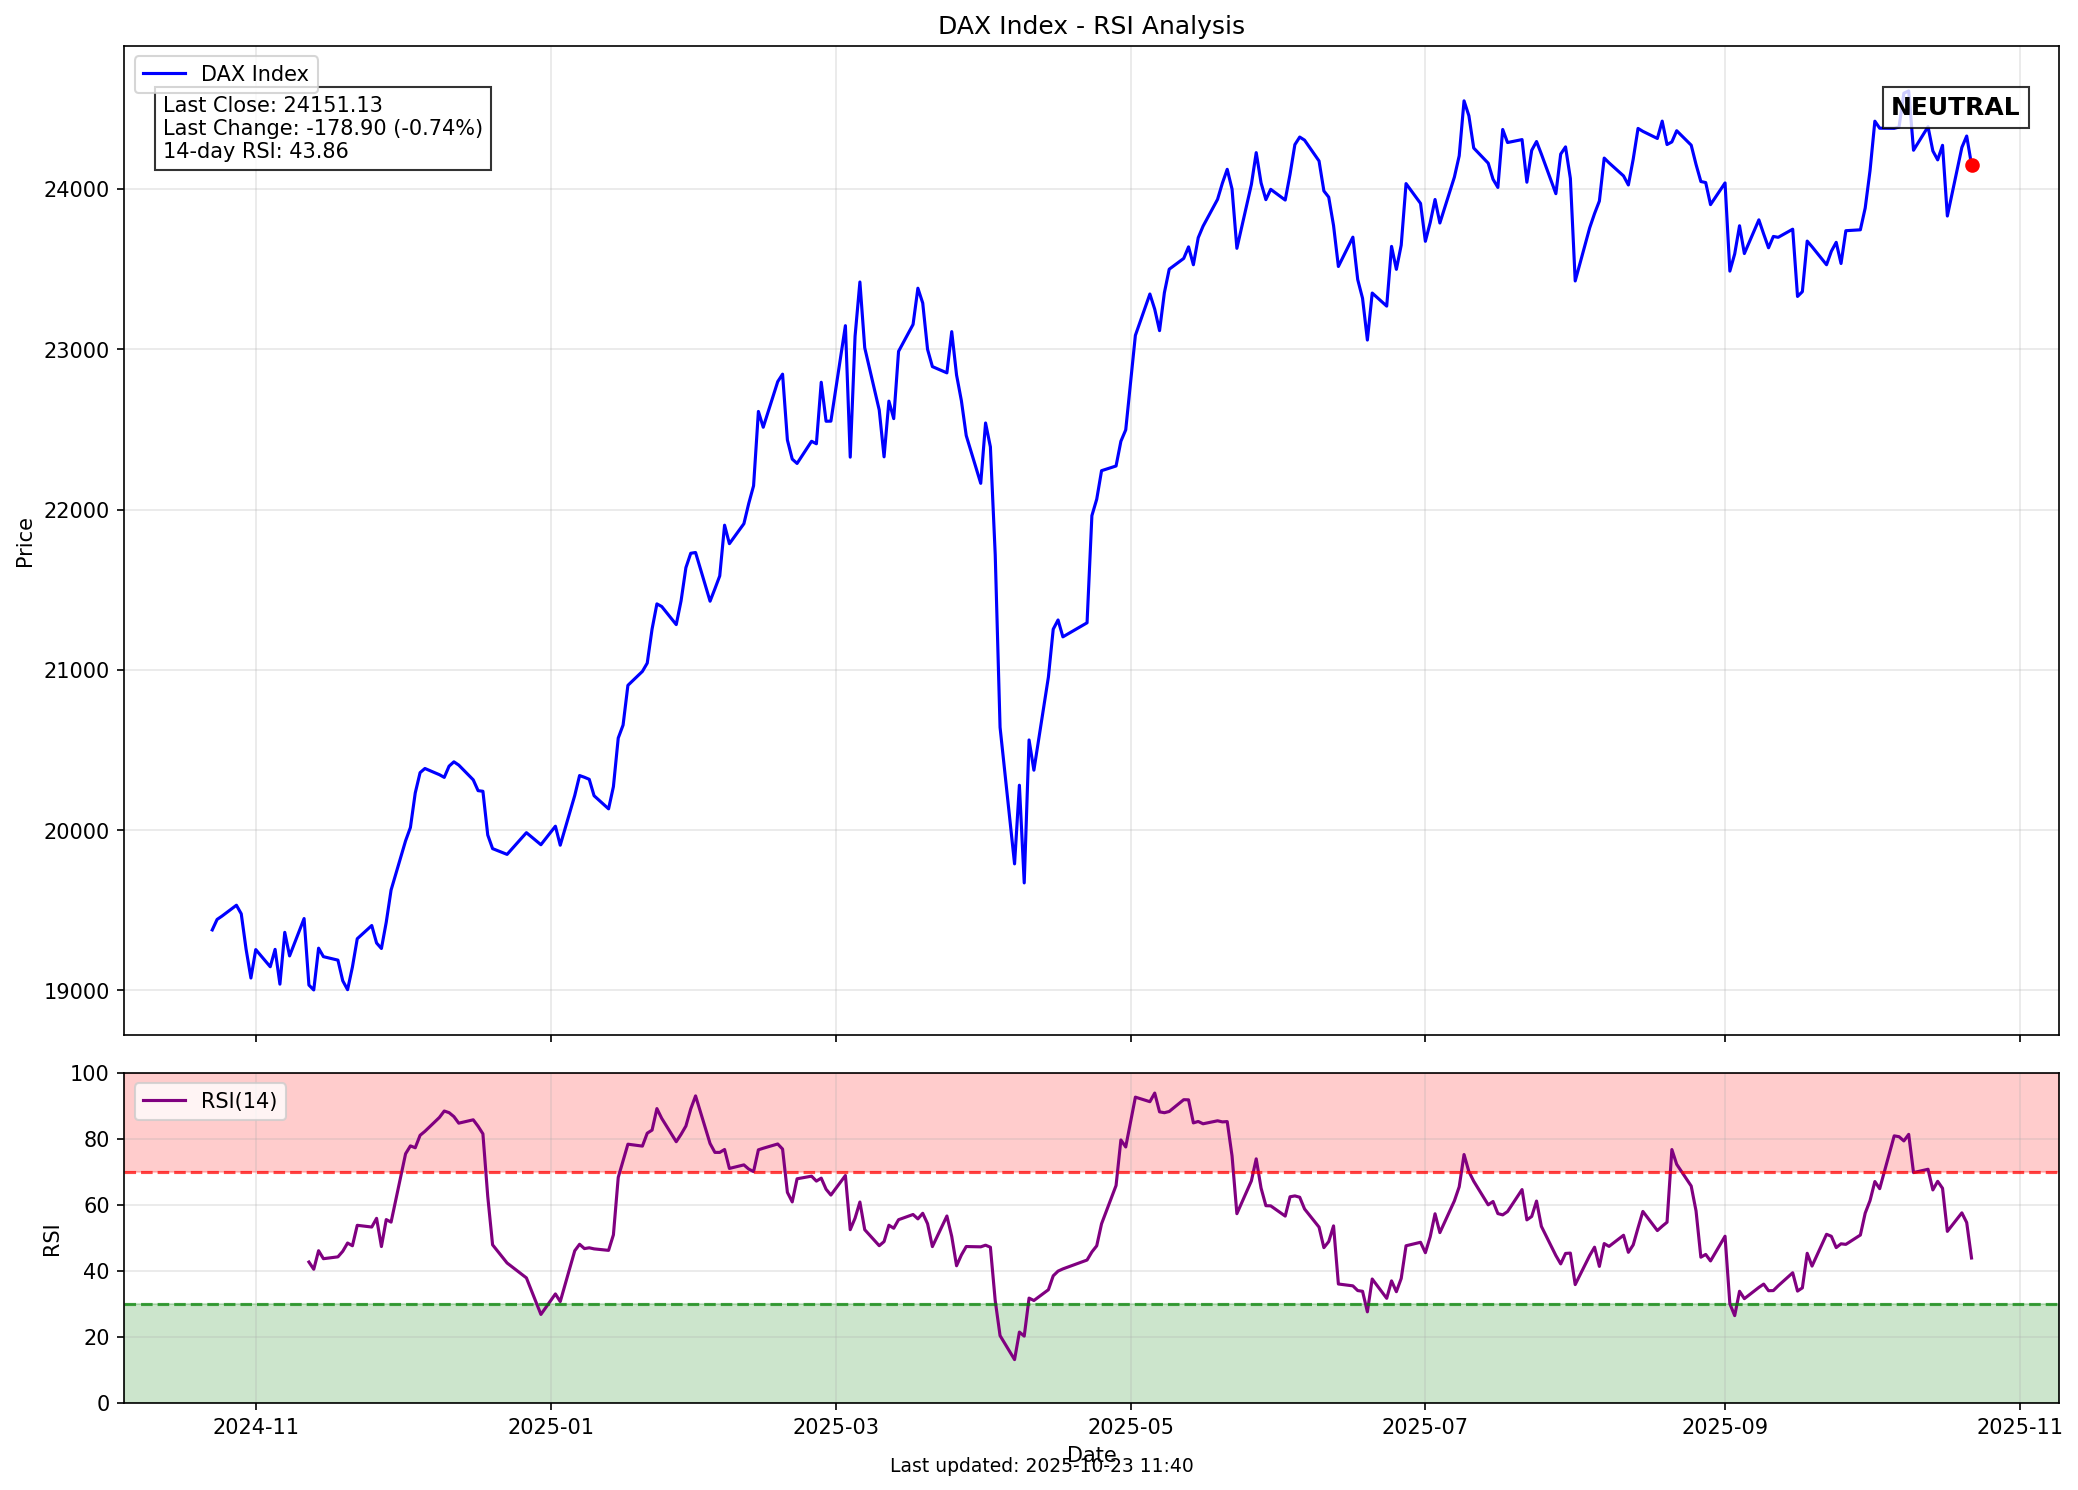 DAX Index - RSI Analysis
DAX Index
Last Close: 24151.13
Last Change: -178.90 (-0.74%)
14-day RSI: 43.86
NEUTRAL
Price
24000
23000
22000
21000
20000
19000
RSI(14)
RSI
100
80
60
40
20
0
2024-11
2025-01
2025-03
2025-05
2025-07
2025-09
2025-11
Date
Last updated: 2025-10-23 11:40